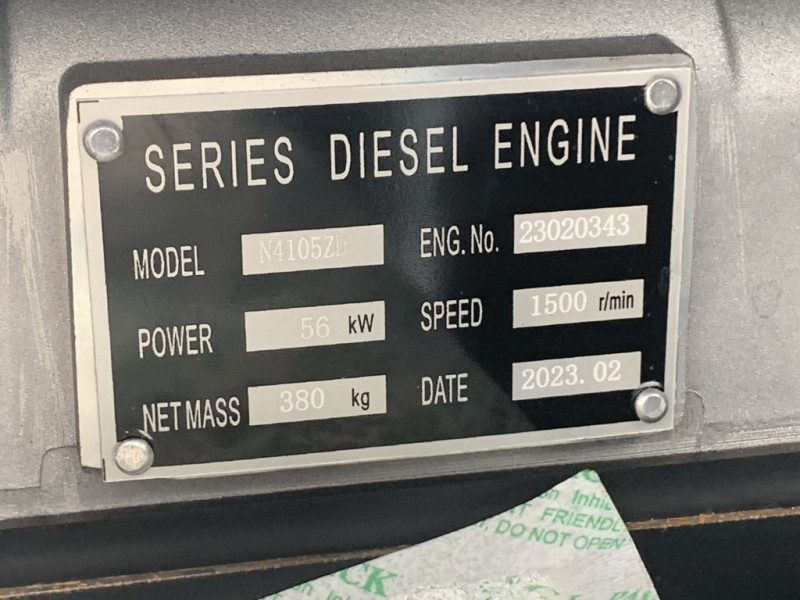 SERIES DIESEL ENGINE
MODEL N4105ZD ENG.No. 23020343
POWER 56 kW SPEED 1500 r/min
NET MASS 380 kg DATE 2023.02
FRIENDL
DO NOT OPEN